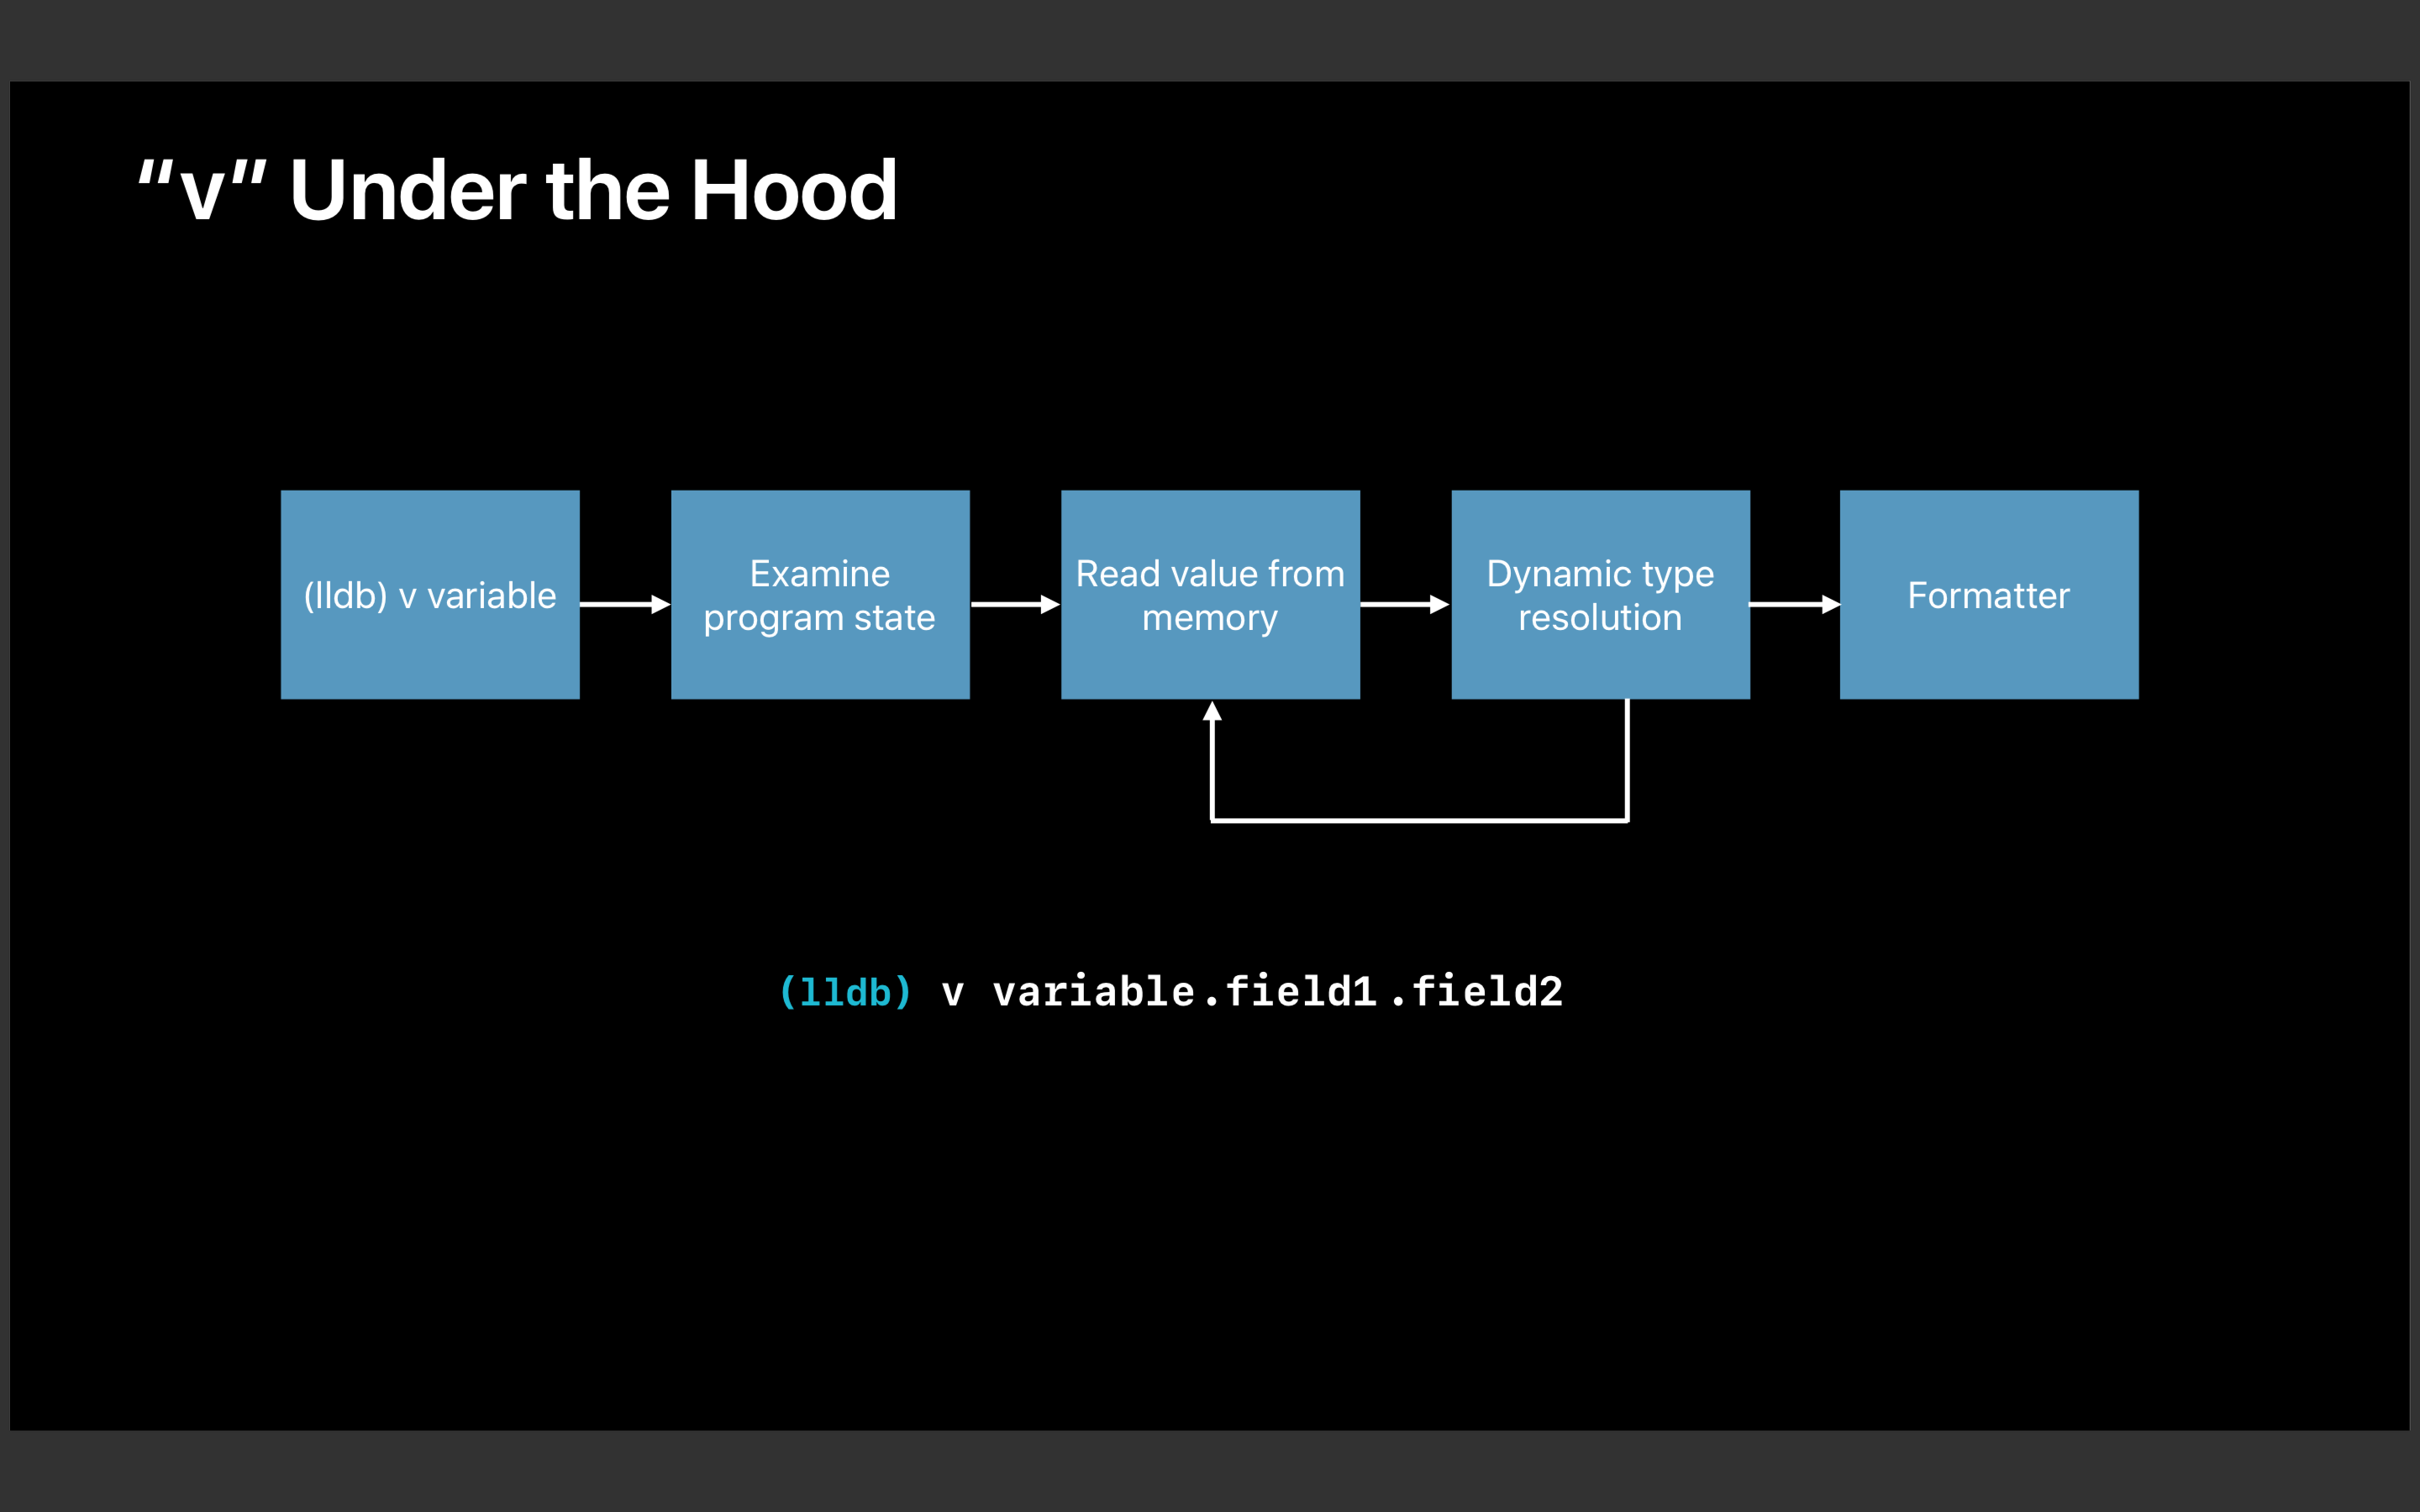 "v" Under the Hood
(lldb) v variable
Examine
program state
Read value from
memory
Dynamic type
resolution
Formatter
(lldb) v variable.field1.field2